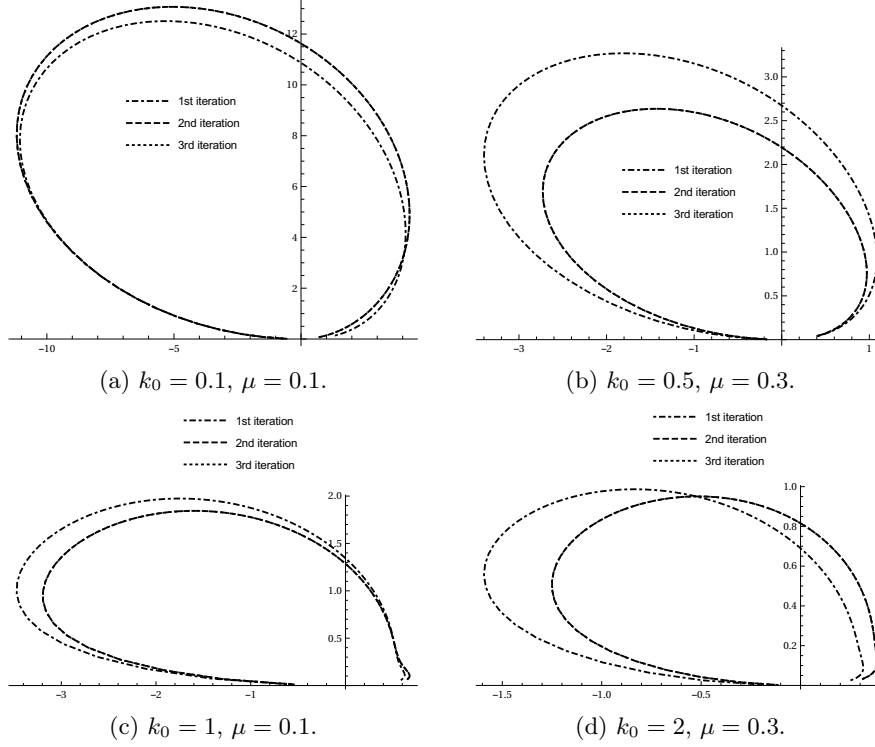 12
10
8
6
4
2
0
−10
−5
1st iteration
2nd iteration
3rd iteration
(a) k₀ = 0.1, μ = 0.1.
3.0
2.5
2.0
1.5
1.0
0.5
−3
−2
−1
0
1
1st iteration
2nd iteration
3rd iteration
(b) k₀ = 0.5, μ = 0.3.
1st iteration
2nd iteration
3rd iteration
2.0
1.5
1.0
0.5
−3
−2
−1
(c) k₀ = 1, μ = 0.1.
1st iteration
2nd iteration
3rd iteration
1.0
0.8
0.6
0.4
0.2
−1.5
−1.0
−0.5
(d) k₀ = 2, μ = 0.3.